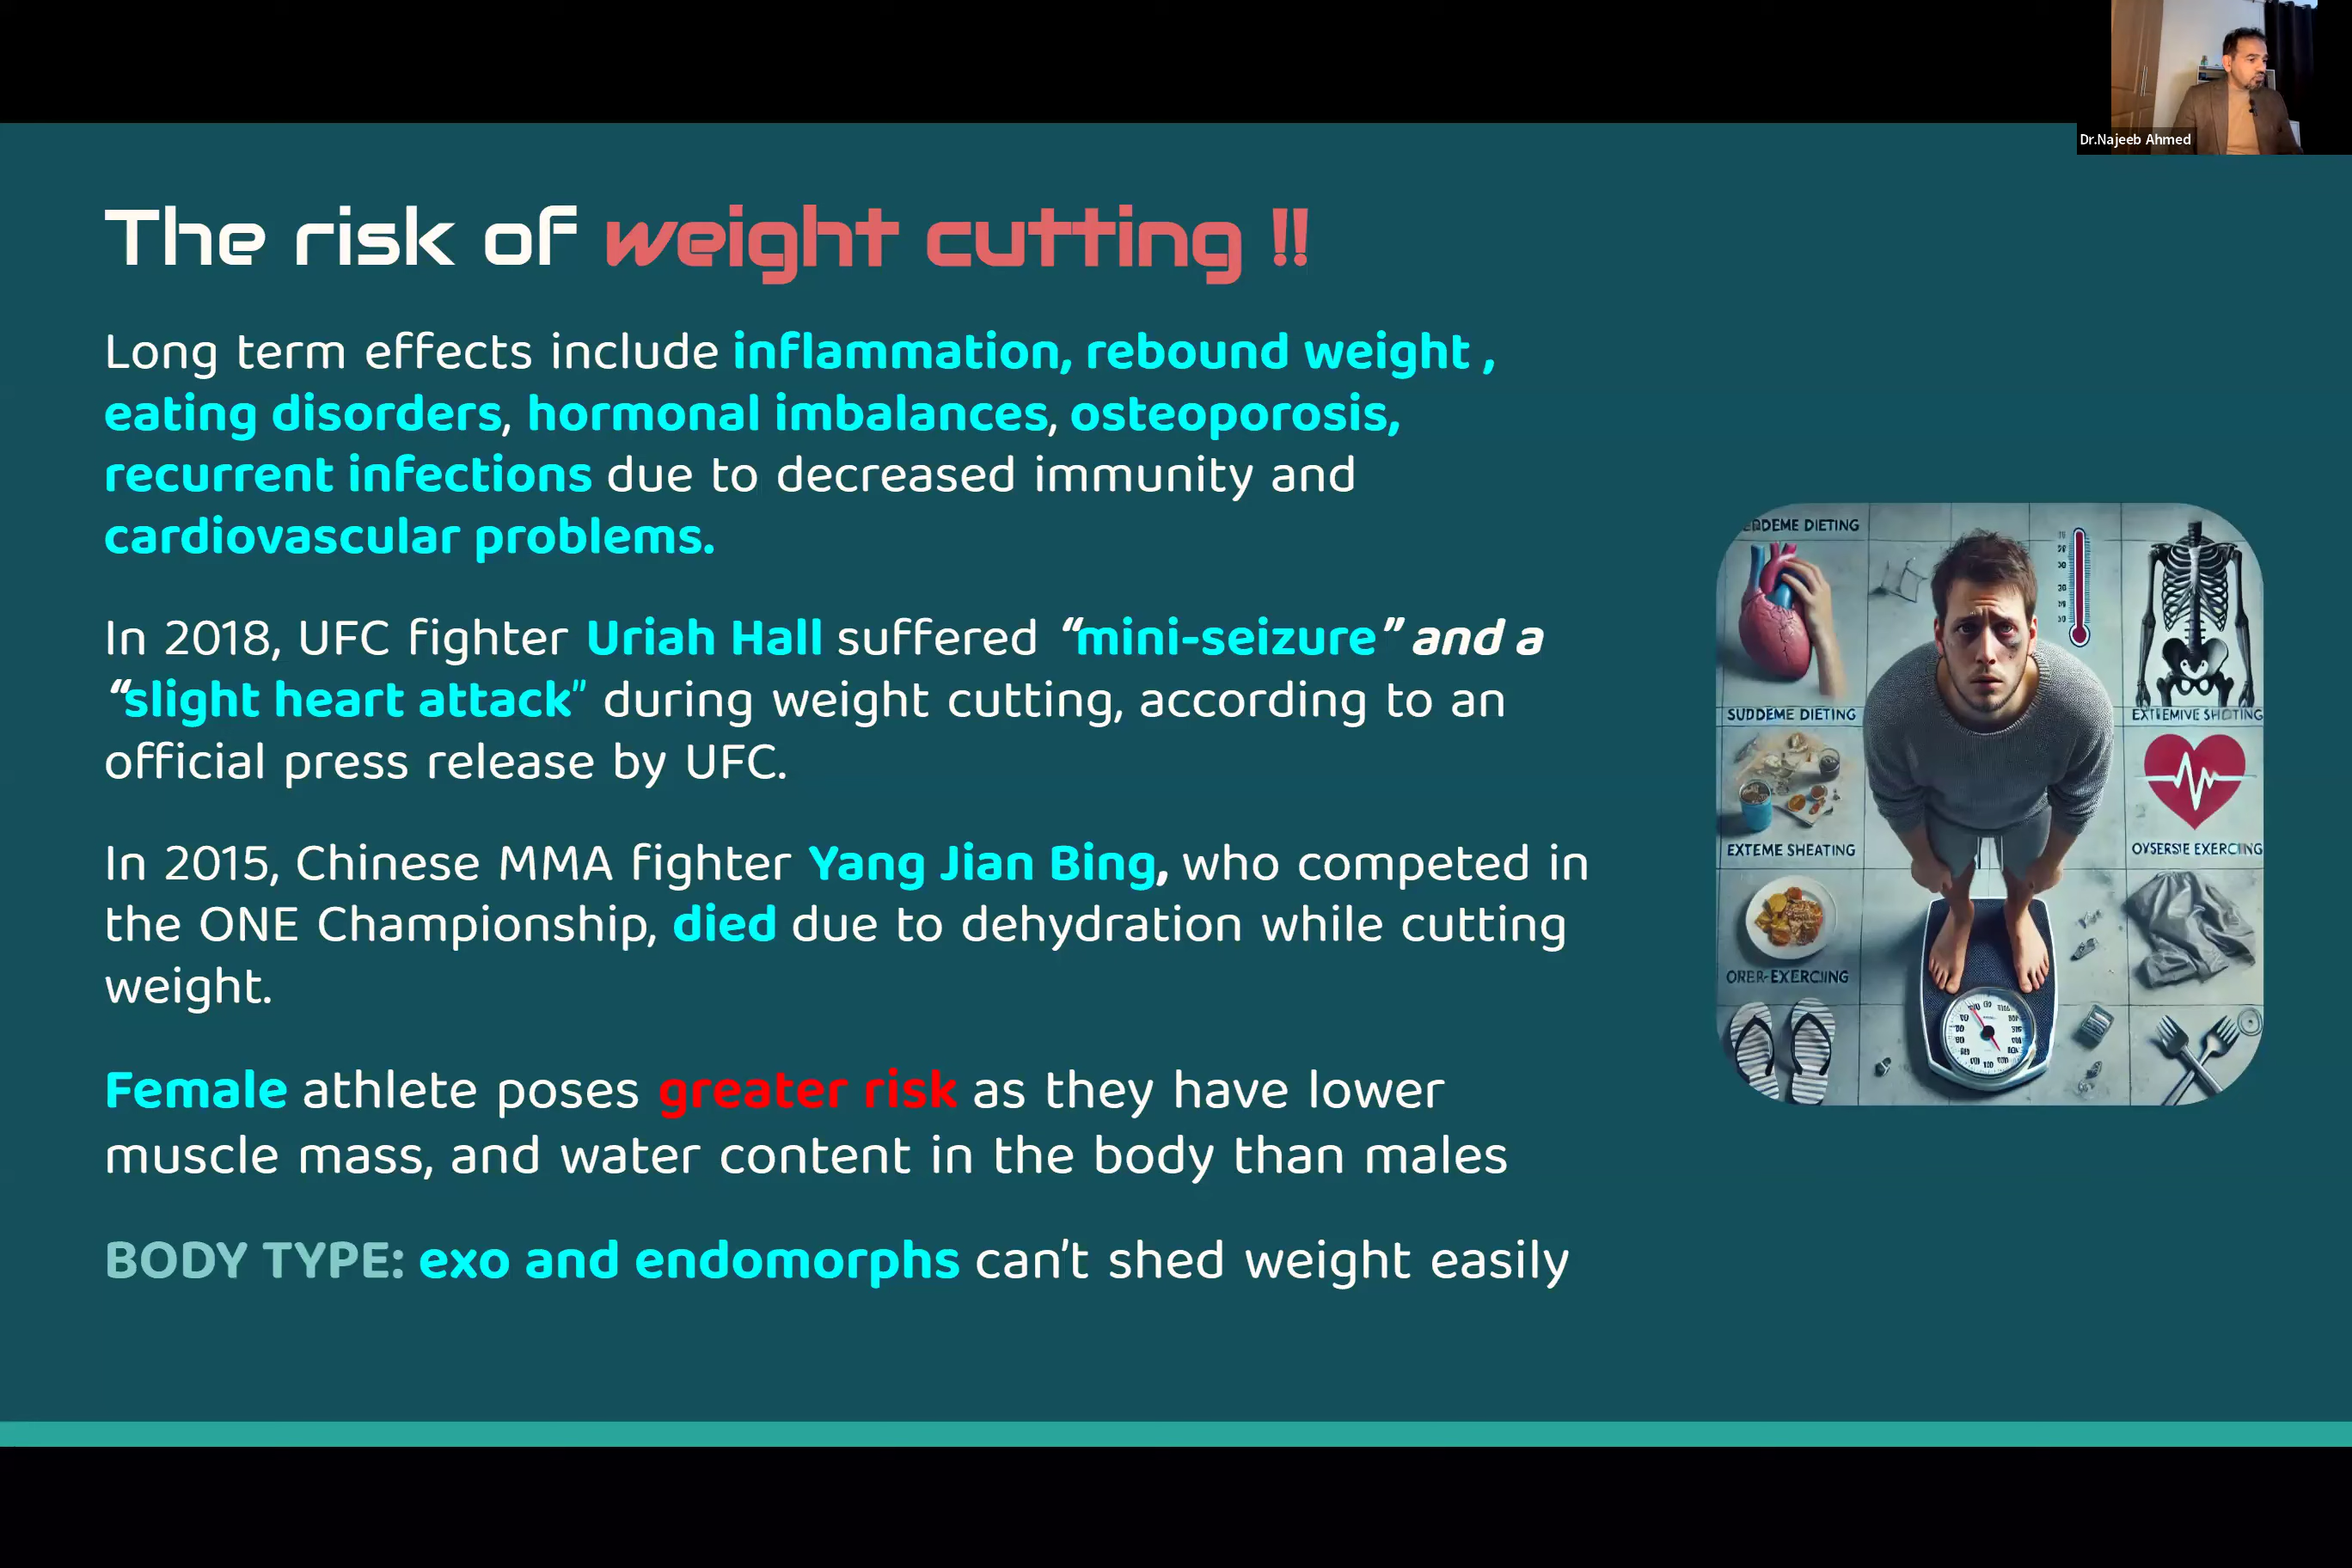 Dr.Najeeb Ahmed
The risk of weight cutting !!
Long term effects include inflammation, rebound weight ,
eating disorders, hormonal imbalances, osteoporosis,
recurrent infections due to decreased immunity and
cardiovascular problems.
In 2018, UFC fighter Uriah Hall suffered “mini-seizure” and a
“slight heart attack” during weight cutting, according to an
official press release by UFC.
In 2015, Chinese MMA fighter Yang Jian Bing, who competed in
the ONE Championship, died due to dehydration while cutting
weight.
Female athlete poses greater risk as they have lower
muscle mass, and water content in the body than males
BODY TYPE: exo and endomorphs can't shed weight easily
DIETING
SUDDEME DIETING
EXTEME SHEATING
ORER-EXERCIING